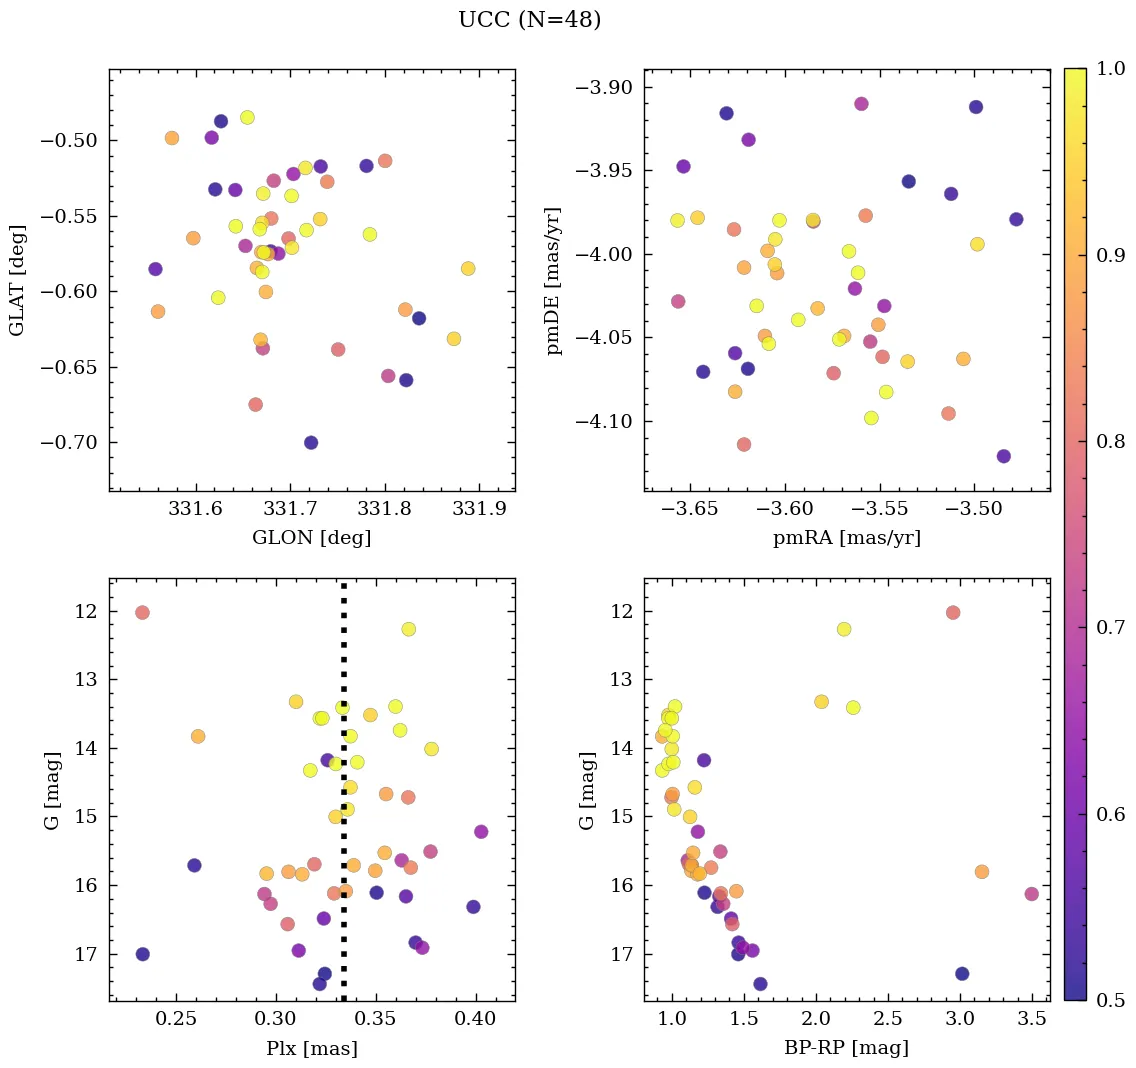 UCC (N=48)
−0.50
−0.55
−0.60
−0.65
−0.70
GLAT [deg]
331.6 331.7 331.8 331.9
GLON [deg]
−3.90
−3.95
−4.00
−4.05
−4.10
pmDE [mas/yr]
−3.65 −3.60 −3.55 −3.50
pmRA [mas/yr]
12
13
14
15
16
17
G [mag]
0.25 0.30 0.35 0.40
Plx [mas]
12
13
14
15
16
17
G [mag]
1.0 1.5 2.0 2.5 3.0 3.5
BP-RP [mag]
1.0
0.9
0.8
0.7
0.6
0.5